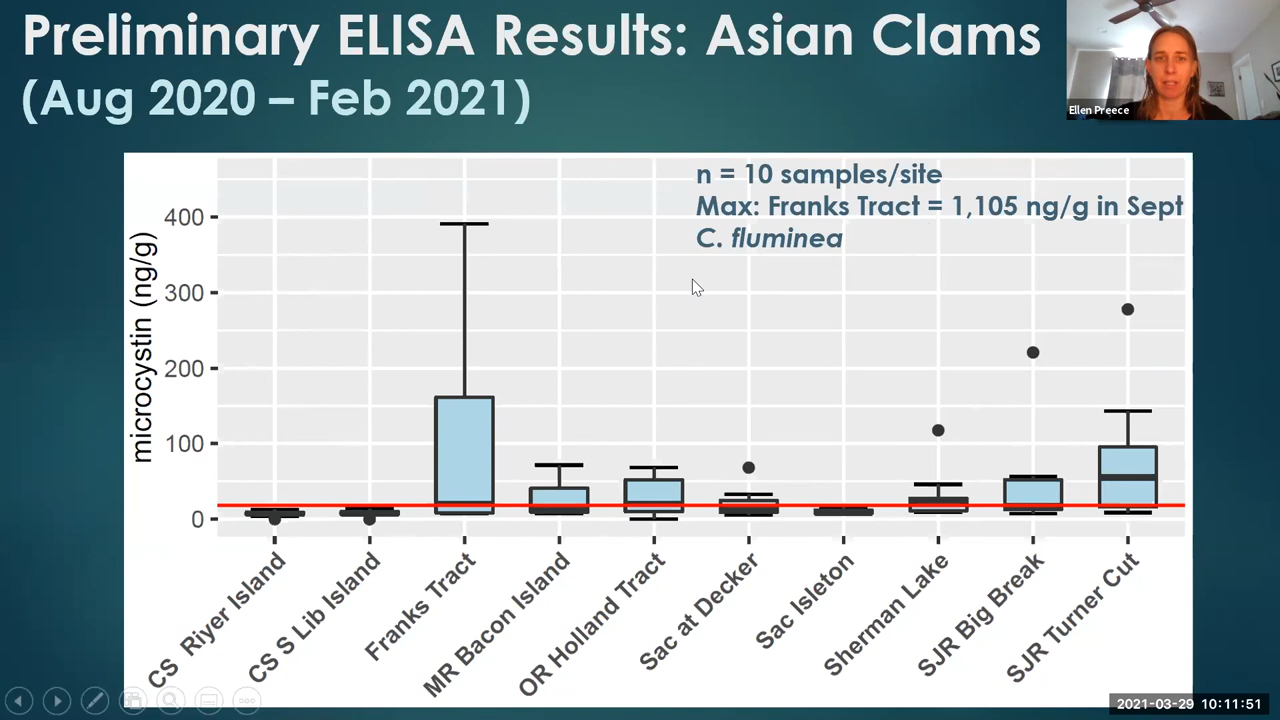 Preliminary ELISA Results: Asian Clams
(Aug 2020 – Feb 2021)
Ellen Preece
n = 10 samples/site
Max: Franks Tract = 1,105 ng/g in Sept
C. fluminea
microcystin (ng/g)
400
300
200
100
0
CS Riyer Island
CS S Lib Island
Franks Tract
MR Bacon Island
OR Holland Tract
Sac at Decker
Sac Isleton
Sherman Lake
SJR Big Break
SJR Turner Cut
2021-03-29 10:11:51